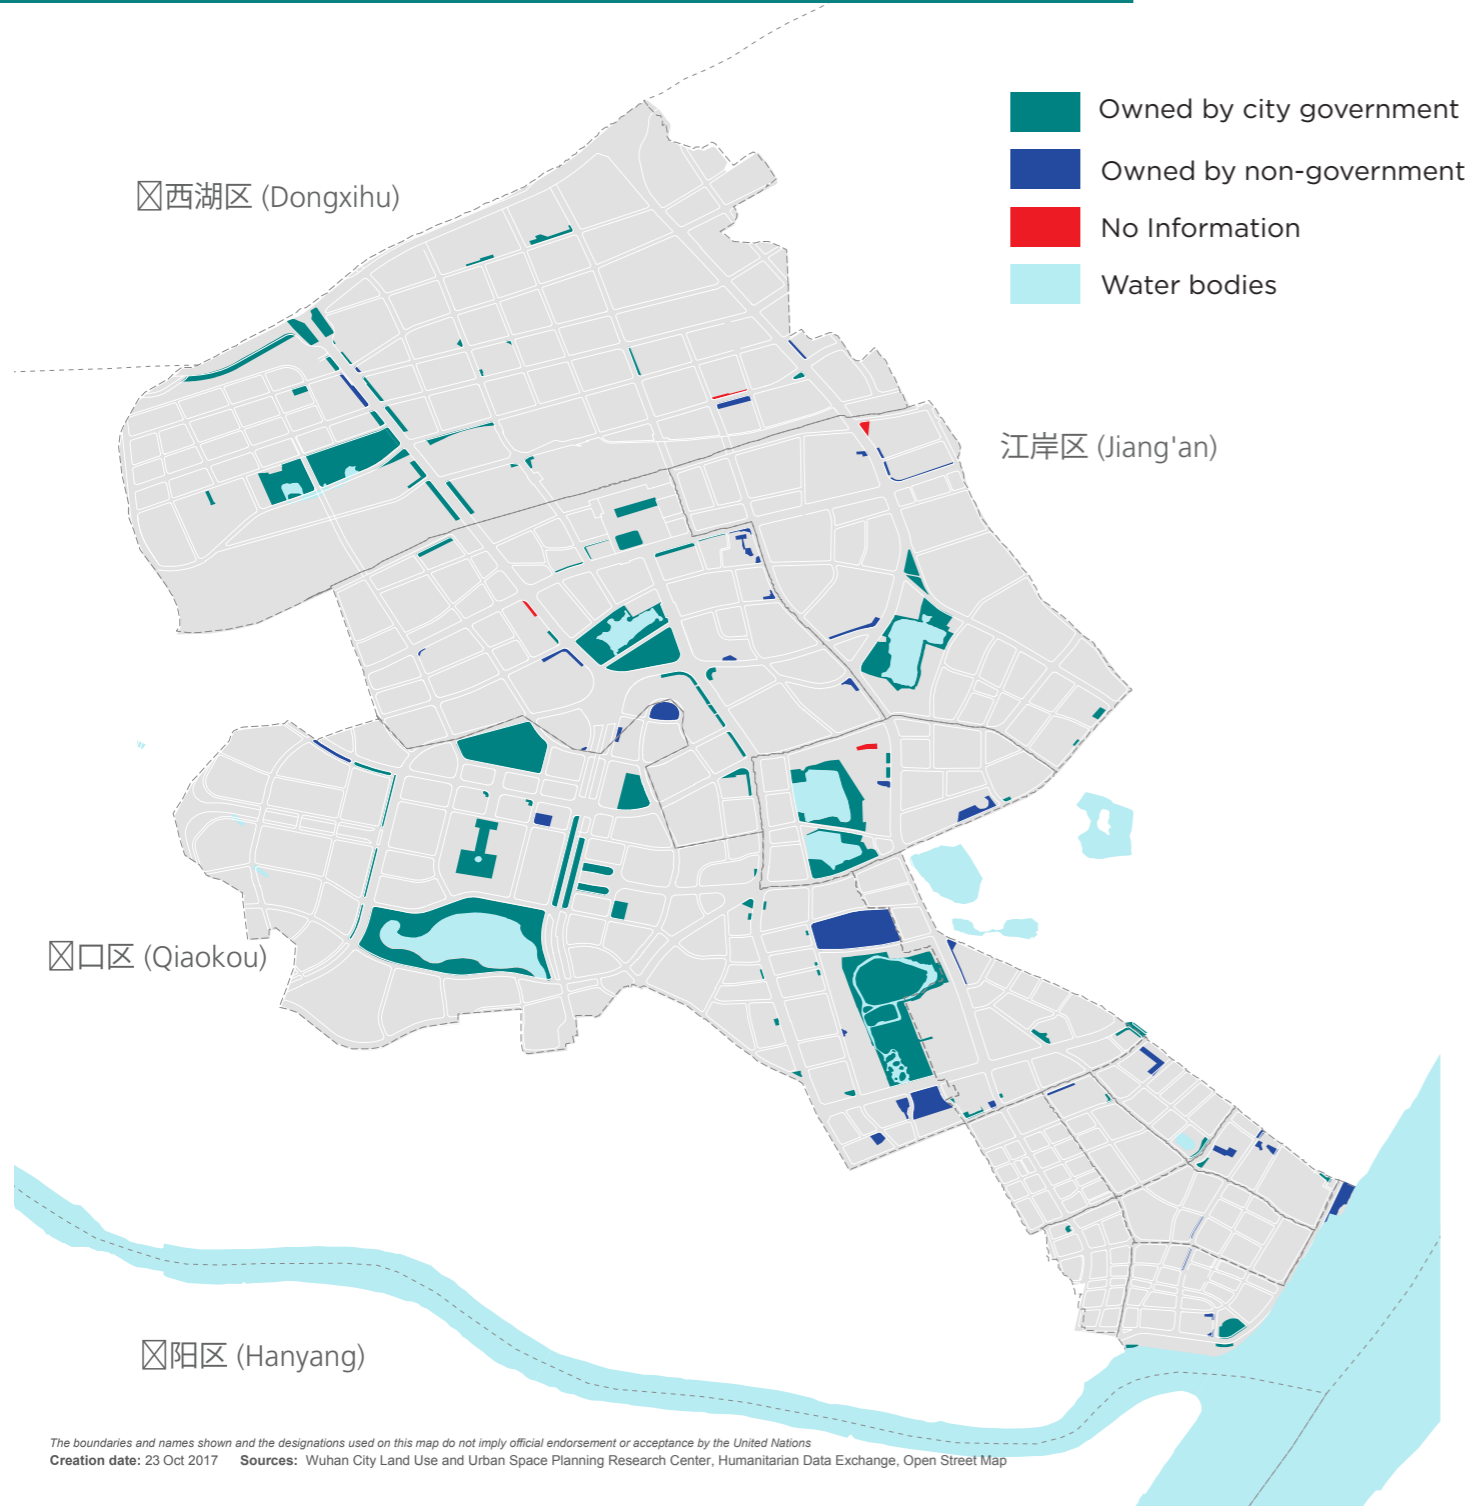 Owned by city government
Owned by non-government
No Information
Water bodies
西湖区 (Dongxihu)
江岸区 (Jiang'an)
口区 (Qiaokou)
阳区 (Hanyang)
The boundaries and names shown and the designations used on this map do not imply official endorsement or acceptance by the United Nations
Creation date: 23 Oct 2017 Sources: Wuhan City Land Use and Urban Space Planning Research Center, Humanitarian Data Exchange, Open Street Map